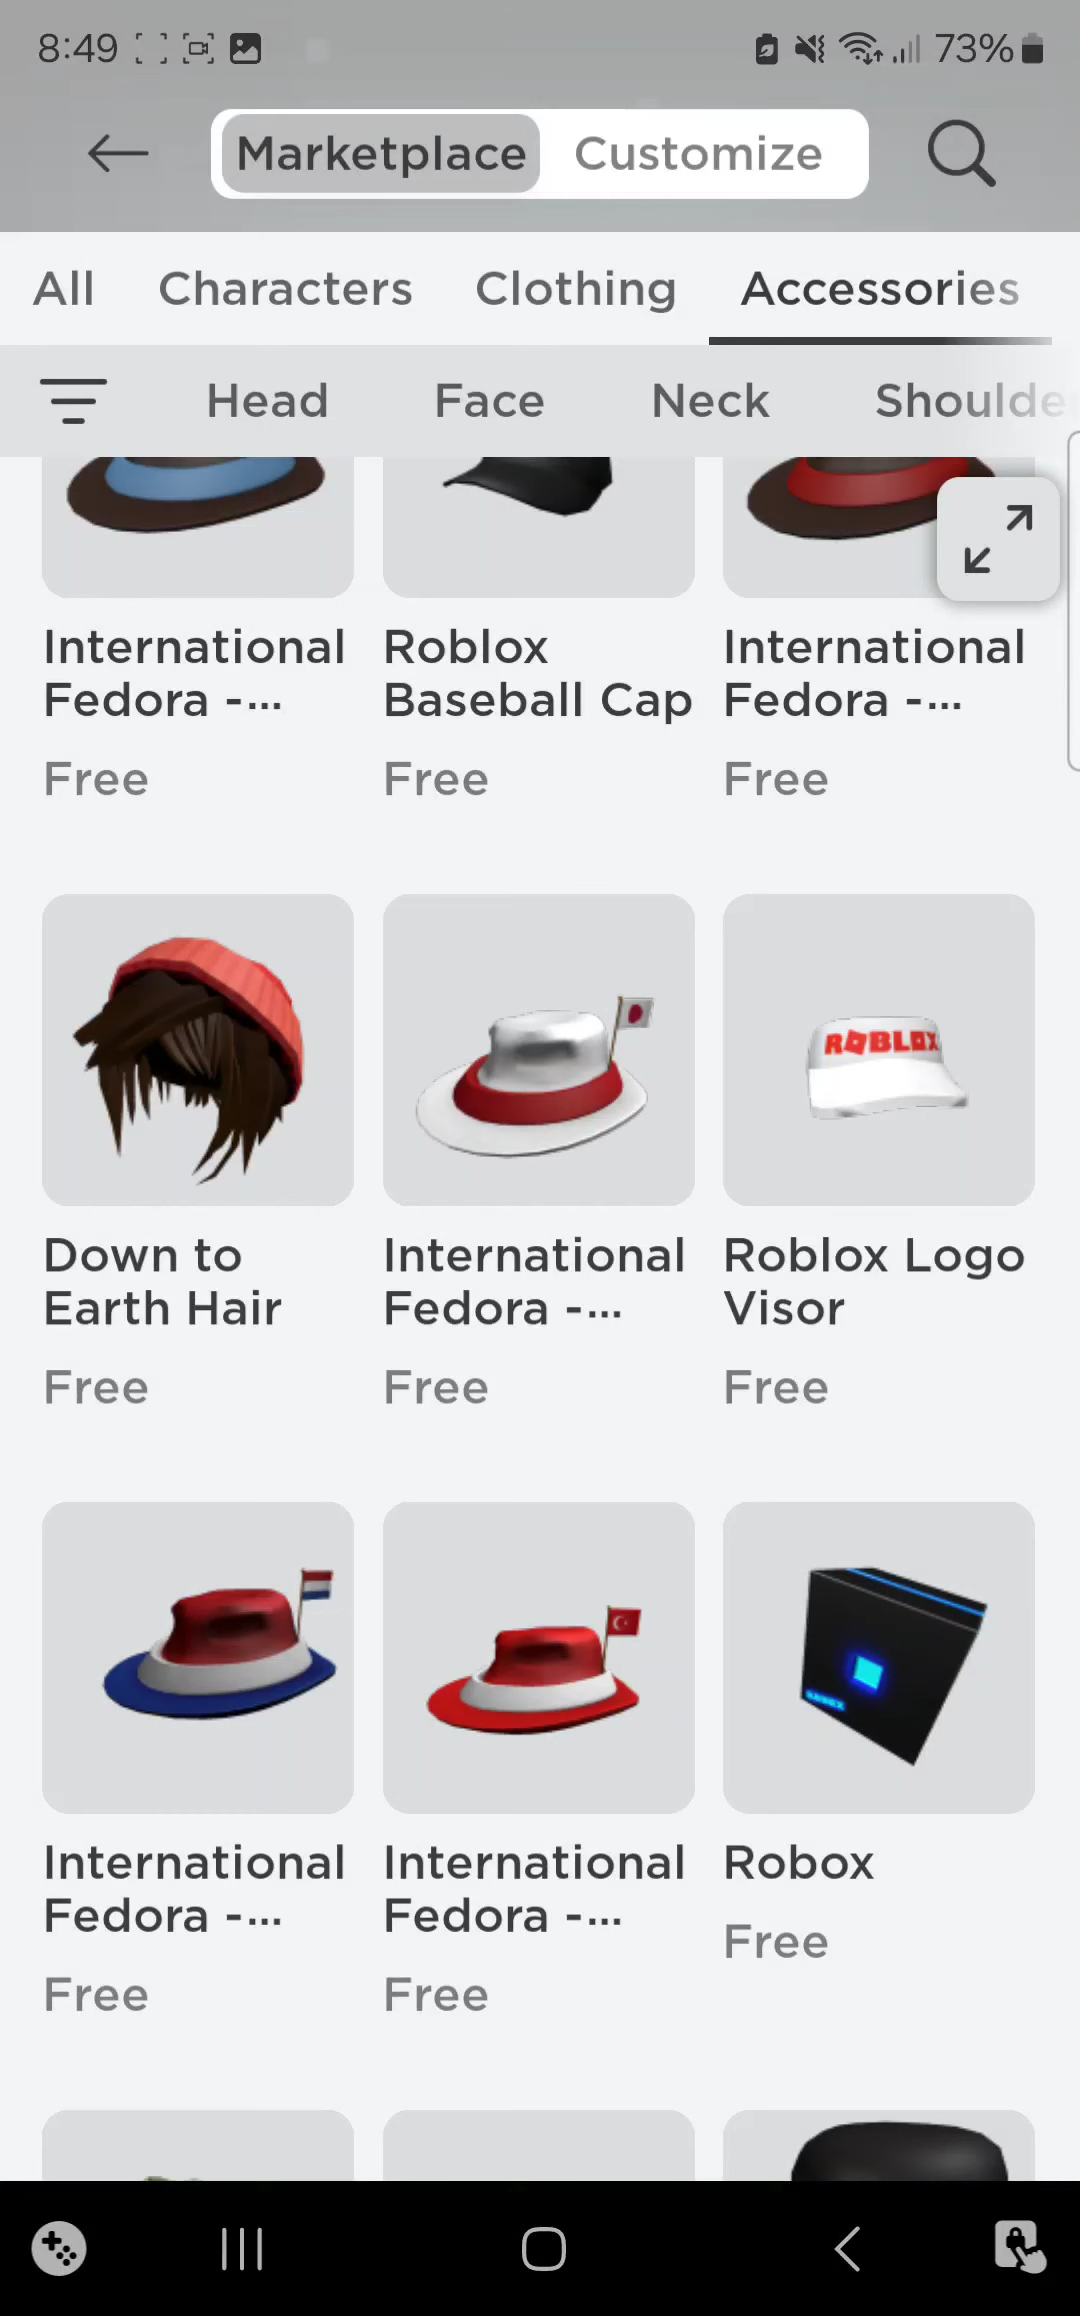 8:49
73%
Marketplace
Customize
All
Characters
Clothing
Accessories
Head
Face
Neck
Shoulde
International
Fedora -...
Free
Roblox
Baseball Cap
Free
International
Fedora -...
Free
ROBLOX
Down to
Earth Hair
Free
International
Fedora -...
Free
Roblox Logo
Visor
Free
International
Fedora -...
Free
International
Fedora -...
Free
Robox
Free